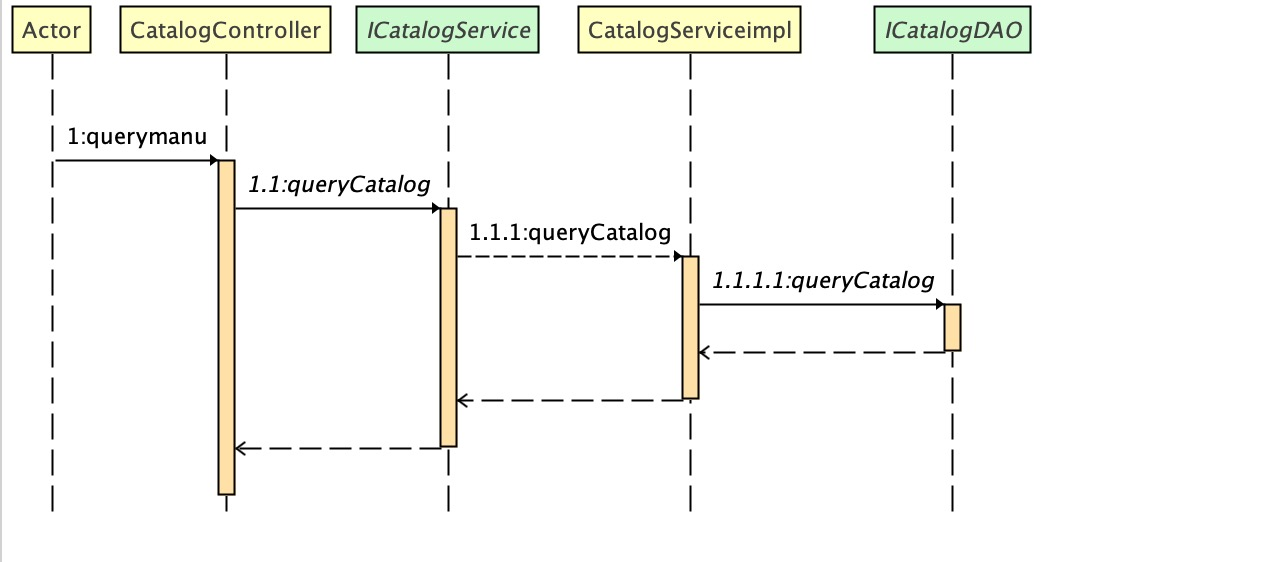 Actor
CatalogController
ICatalogService
CatalogServiceimpl
ICatalogDAO
1:querymanu
1.1:queryCatalog
1.1.1:queryCatalog
1.1.1.1:queryCatalog